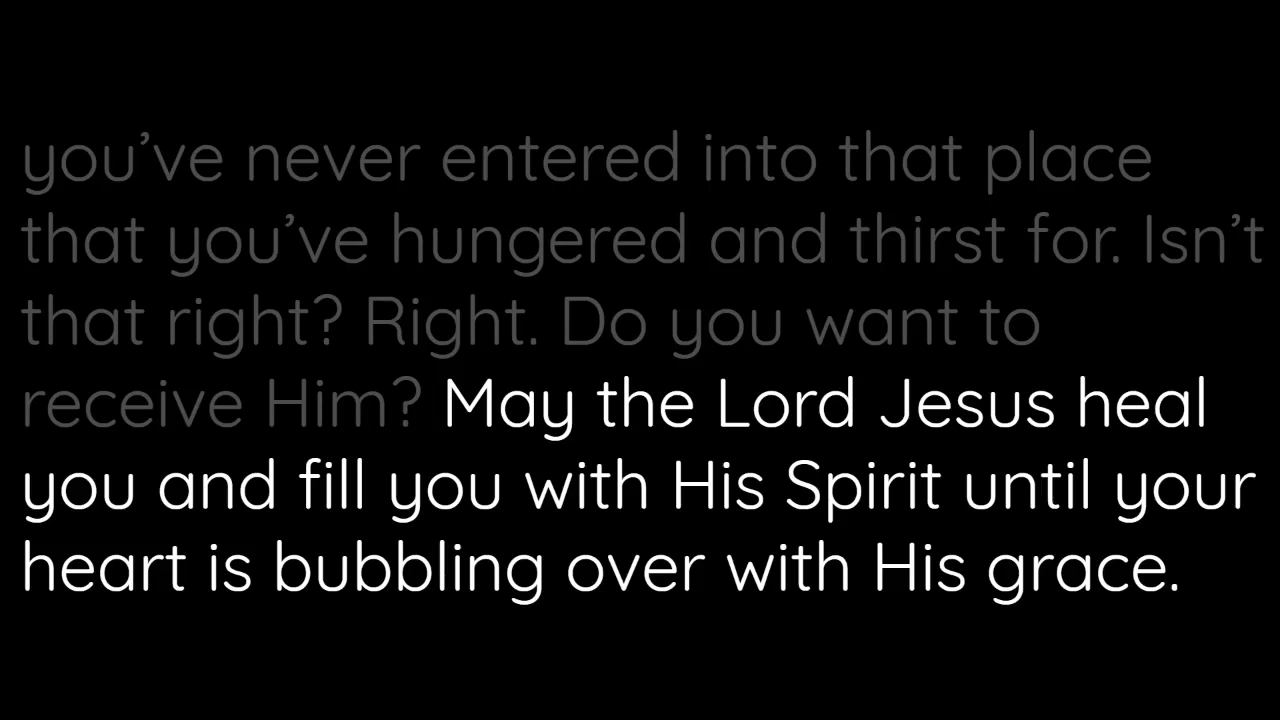 you’ve never entered into that place
that you’ve hungered and thirst for. Isn’t
that right? Right. Do you want to
receive Him? May the Lord Jesus heal
you and fill you with His Spirit until your
heart is bubbling over with His grace.